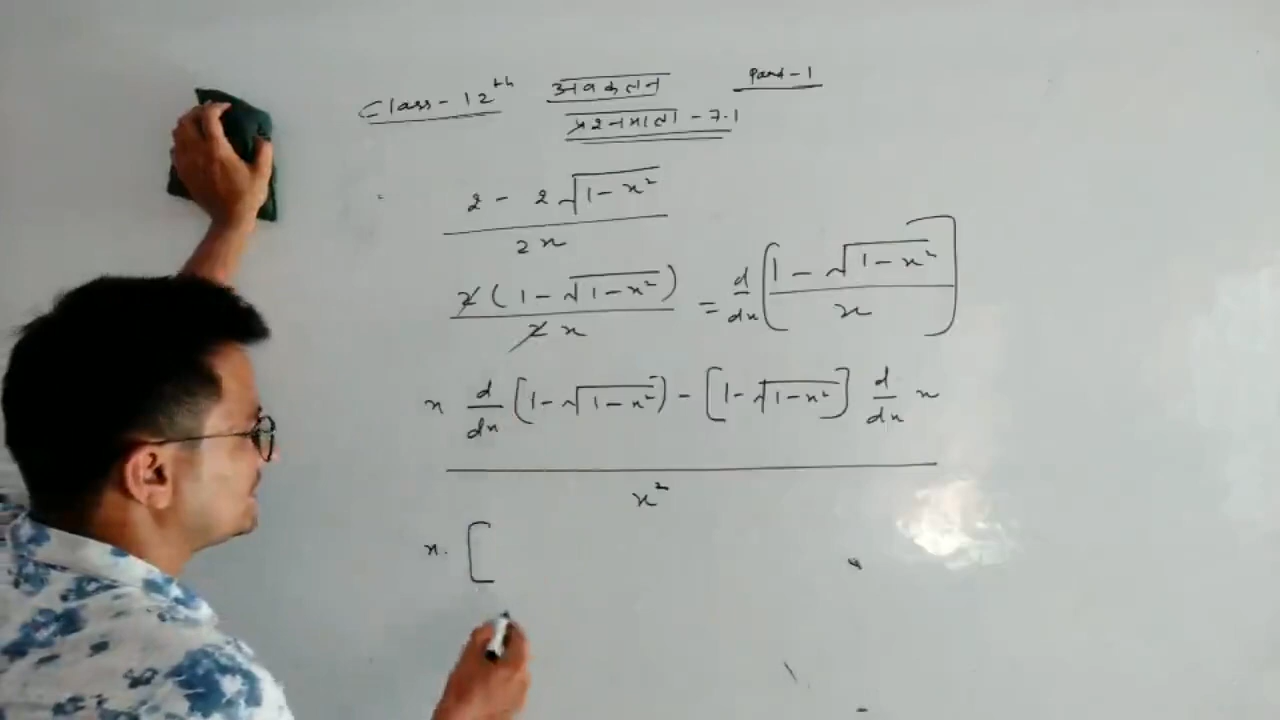 Class - 12th अवकलन Part - 1
प्रश्नमाला - 7.1
= (2 - 2√(1-x²)) / 2x
2(1-√(1-x²)) / 2x = d/dx [(1-√(1-x²)) / x]
x d/dx (1-√(1-x²)) - [1-√(1-x²)] d/dx x
x²
x. [